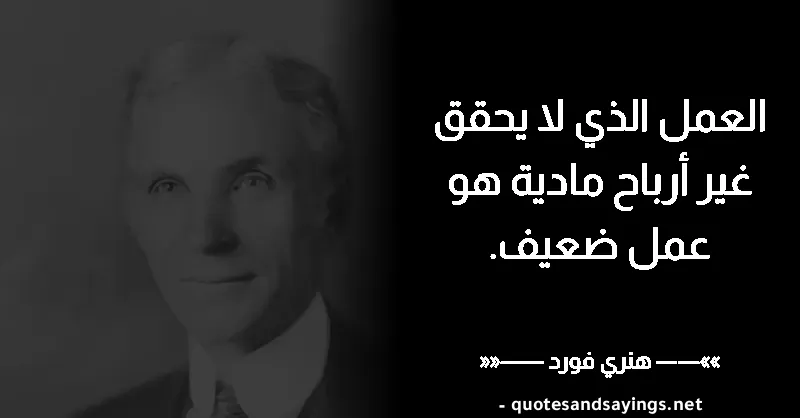 العمل الذي لا يحقق
غير أرباح مادية هو
عمل ضعيف.
»»—— هنري فورد ——««
- quotesandsayings.net